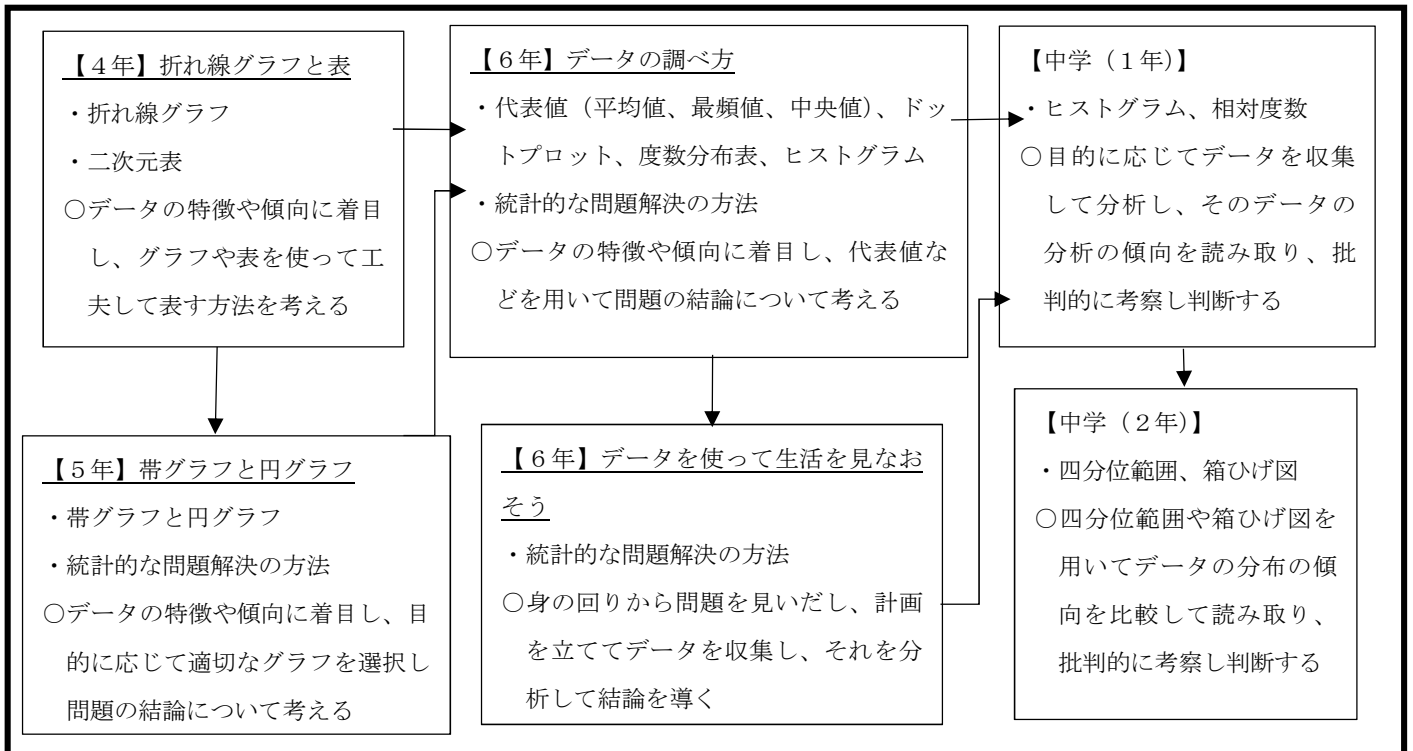 【４年】折れ線グラフと表
・折れ線グラフ
・二次元表
○データの特徴や傾向に着目
し、グラフや表を使って工
夫して表す方法を考える
【５年】帯グラフと円グラフ
・帯グラフと円グラフ
・統計的な問題解決の方法
○データの特徴や傾向に着目し、目
的に応じて適切なグラフを選択し
問題の結論について考える
【６年】データの調べ方
・代表値（平均値、最頻値、中央値）、ドッ
トプロット、度数分布表、ヒストグラム
・統計的な問題解決の方法
○データの特徴や傾向に着目し、代表値な
どを用いて問題の結論について考える
【６年】データを使って生活を見なお
そう
・統計的な問題解決の方法
○身の回りから問題を見いだし、計画
を立ててデータを収集し、それを分
析して結論を導く
【中学（１年）】
・ヒストグラム、相対度数
○目的に応じてデータを収集
して分析し、そのデータの
分析の傾向を読み取り、批
判的に考察し判断する
【中学（２年）】
・四分位範囲、箱ひげ図
○四分位範囲や箱ひげ図を
用いてデータの分布の傾
向を比較して読み取り、
批判的に考察し判断する